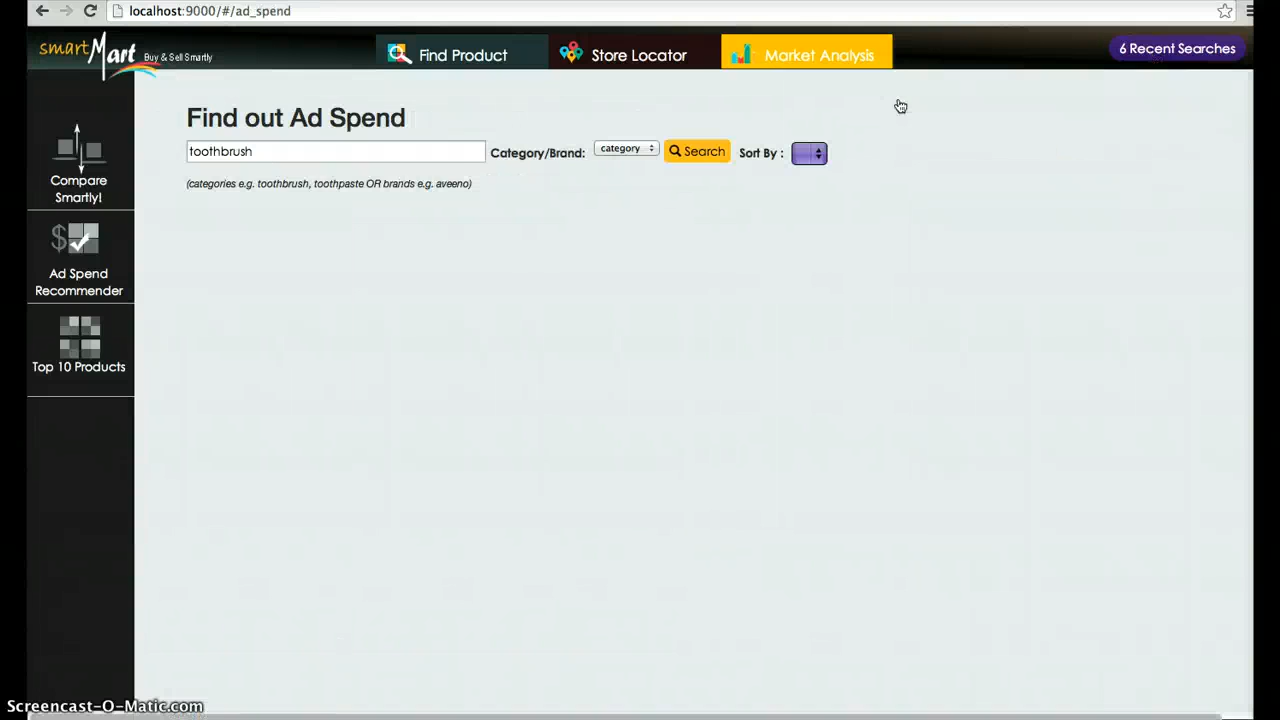 localhost:9000/#/ad_spend
smartMart Buy & Sell Smartly
Find Product
Store Locator
Market Analysis
6 Recent Searches
Find out Ad Spend
toothbrush
Category/Brand:
category
Search
Sort By :
(categories e.g. toothbrush, toothpaste OR brands e.g. aveeno)
Compare
Smartly!
Ad Spend
Recommender
Top 10 Products
Screencast-O-Matic.com